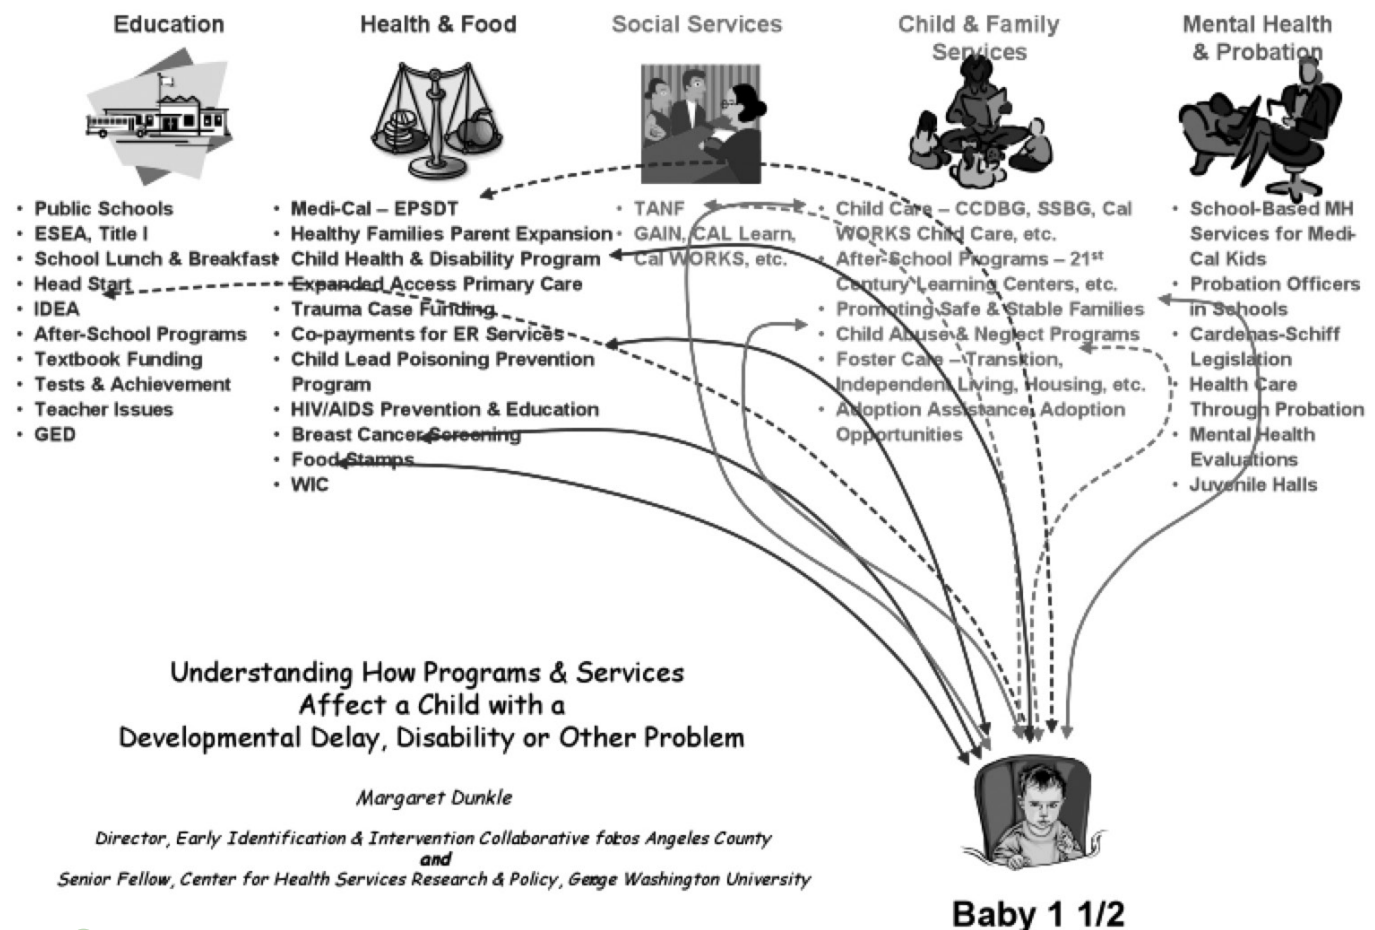 Education
Health & Food
Social Services
Child & Family
Services
Mental Health
& Probation
• Public Schools
• ESEA, Title I
• School Lunch & Breakfast
• Head Start
• IDEA
• After-School Programs
• Textbook Funding
• Tests & Achievement
• Teacher Issues
• GED
• Medi-Cal – EPSDT
• Healthy Families Parent Expansion
• Child Health & Disability Program
• Expanded Access Primary Care
• Trauma Case Funding
• Co-payments for ER Services
• Child Lead Poisoning Prevention
Program
• HIV/AIDS Prevention & Education
• Breast Cancer Screening
• Food Stamps
• WIC
• TANF
• GAIN, CAL Learn,
Cal WORKS, etc.
• Child Care – CCDBG, SSBG, Cal
WORKS Child Care, etc.
• After-School Programs – 21st
Century Learning Centers, etc.
• Promoting Safe & Stable Families
• Child Abuse & Neglect Programs
• Foster Care – Transition,
Independent Living, Housing, etc.
• Adoption Assistance, Adoption
Opportunities
• School-Based MH
Services for Medi-
Cal Kids
• Probation Officers
in Schools
• Cardenas-Schiff
Legislation
• Health Care
Through Probation
• Mental Health
Evaluations
• Juvenile Halls
Understanding How Programs & Services
Affect a Child with a
Developmental Delay, Disability or Other Problem
Margaret Dunkle
Director, Early Identification & Intervention Collaborative for Los Angeles County
and
Senior Fellow, Center for Health Services Research & Policy, George Washington University
Baby 1 1/2